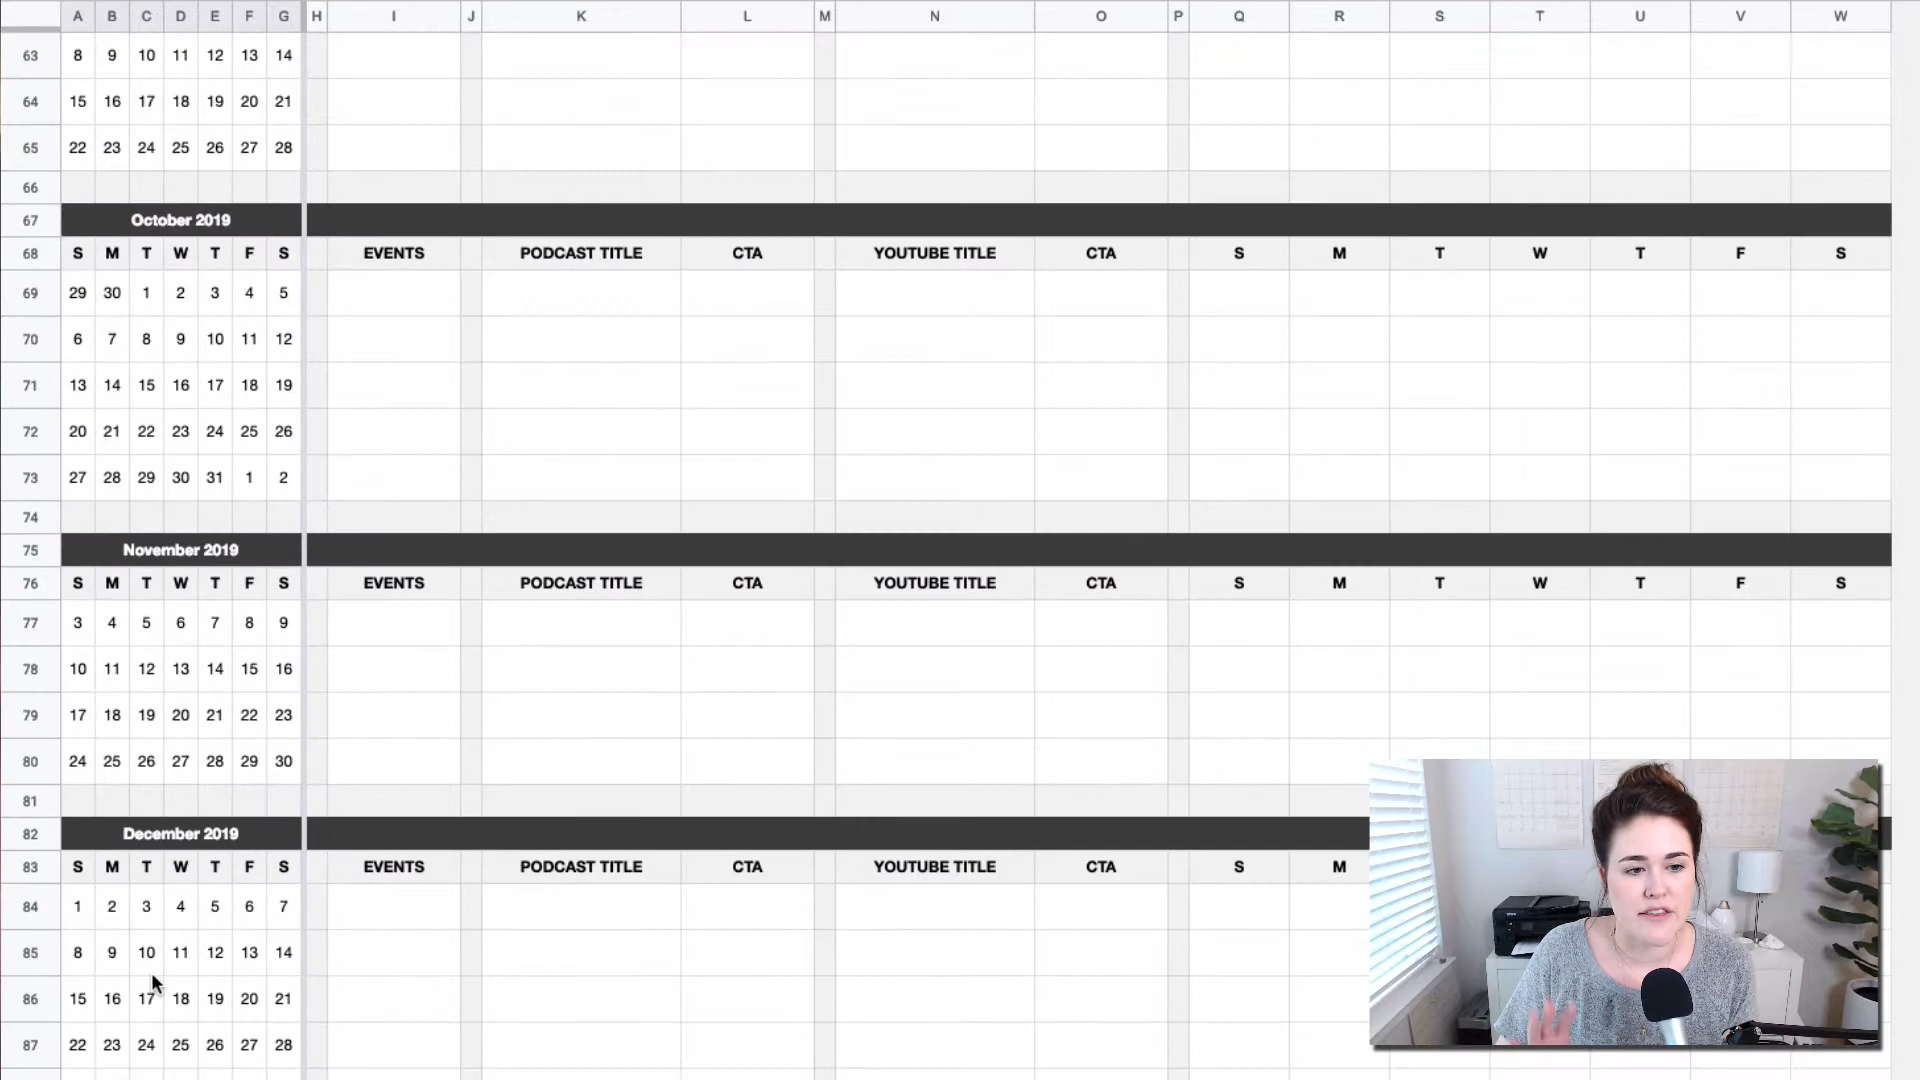 A B C D E F G H I J K L M N O P Q R S T U V W
63 8 9 10 11 12 13 14
64 15 16 17 18 19 20 21
65 22 23 24 25 26 27 28
66
67 October 2019
68 S M T W T F S EVENTS PODCAST TITLE CTA YOUTUBE TITLE CTA S M T W T F S
69 29 30 1 2 3 4 5
70 6 7 8 9 10 11 12
71 13 14 15 16 17 18 19
72 20 21 22 23 24 25 26
73 27 28 29 30 31 1 2
74
75 November 2019
76 S M T W T F S EVENTS PODCAST TITLE CTA YOUTUBE TITLE CTA S M T W T F S
77 3 4 5 6 7 8 9
78 10 11 12 13 14 15 16
79 17 18 19 20 21 22 23
80 24 25 26 27 28 29 30
81
82 December 2019
83 S M T W T F S EVENTS PODCAST TITLE CTA YOUTUBE TITLE CTA S M
84 1 2 3 4 5 6 7
85 8 9 10 11 12 13 14
86 15 16 17 18 19 20 21
87 22 23 24 25 26 27 28